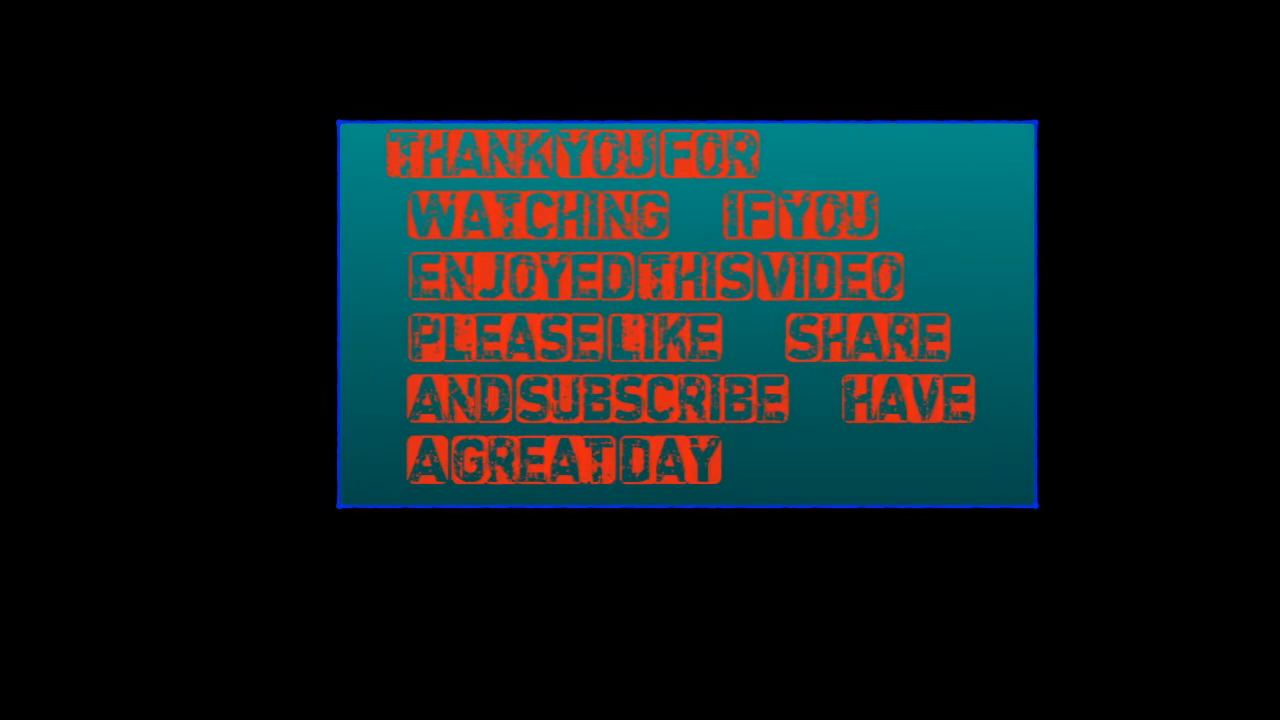 THANK YOU FOR
WATCHING IF YOU
ENJOYED THIS VIDEO
PLEASE LIKE SHARE
AND SUBSCRIBE HAVE
A GREAT DAY